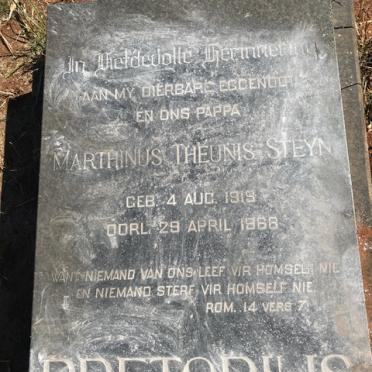 In Liefdevolle Herinnering
AAN MY DIERBARE EGGENOOT
EN ONS PAPPA
MARTHINUS THEUNIS STEYN
GEB. 4 AUG. 1919
OORL. 29 APRIL 1968
WANT NIEMAND VAN ONS LEEF VIR HOMSELF NIE
EN NIEMAND STERF VIR HOMSELF NIE
ROM. 14 VERS 7
PRETORIUS